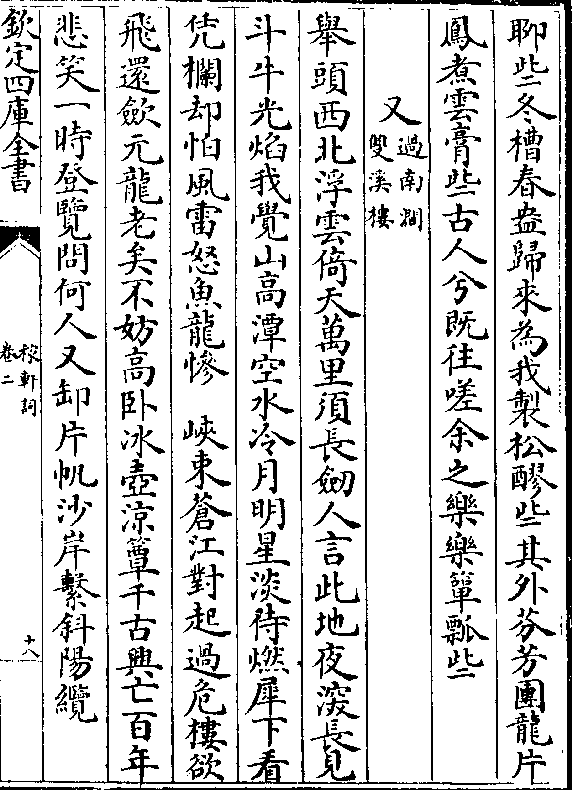 聊些冬槽春盎歸來為我製松醪些其外芬芳團龍片
鳳煮雲膏些古人兮既往嗟余之樂樂簞瓢些
又過南澗雙溪樓
舉頭西北浮雲倚天萬里須長劒人言此地夜深長見
斗牛光焰我覺山高潭空水冷月明星淡待燃犀下看
凭欄却怕風雷怒魚龍慘 峽束蒼江對起過危樓欲
飛還歛元龍老矣不妨高卧冰壺涼簟千古興亡百年
悲笑一時登覽問何人又卸片帆沙岸繫斜陽纜
欽定四庫全書
稼軒詞
卷二
十八